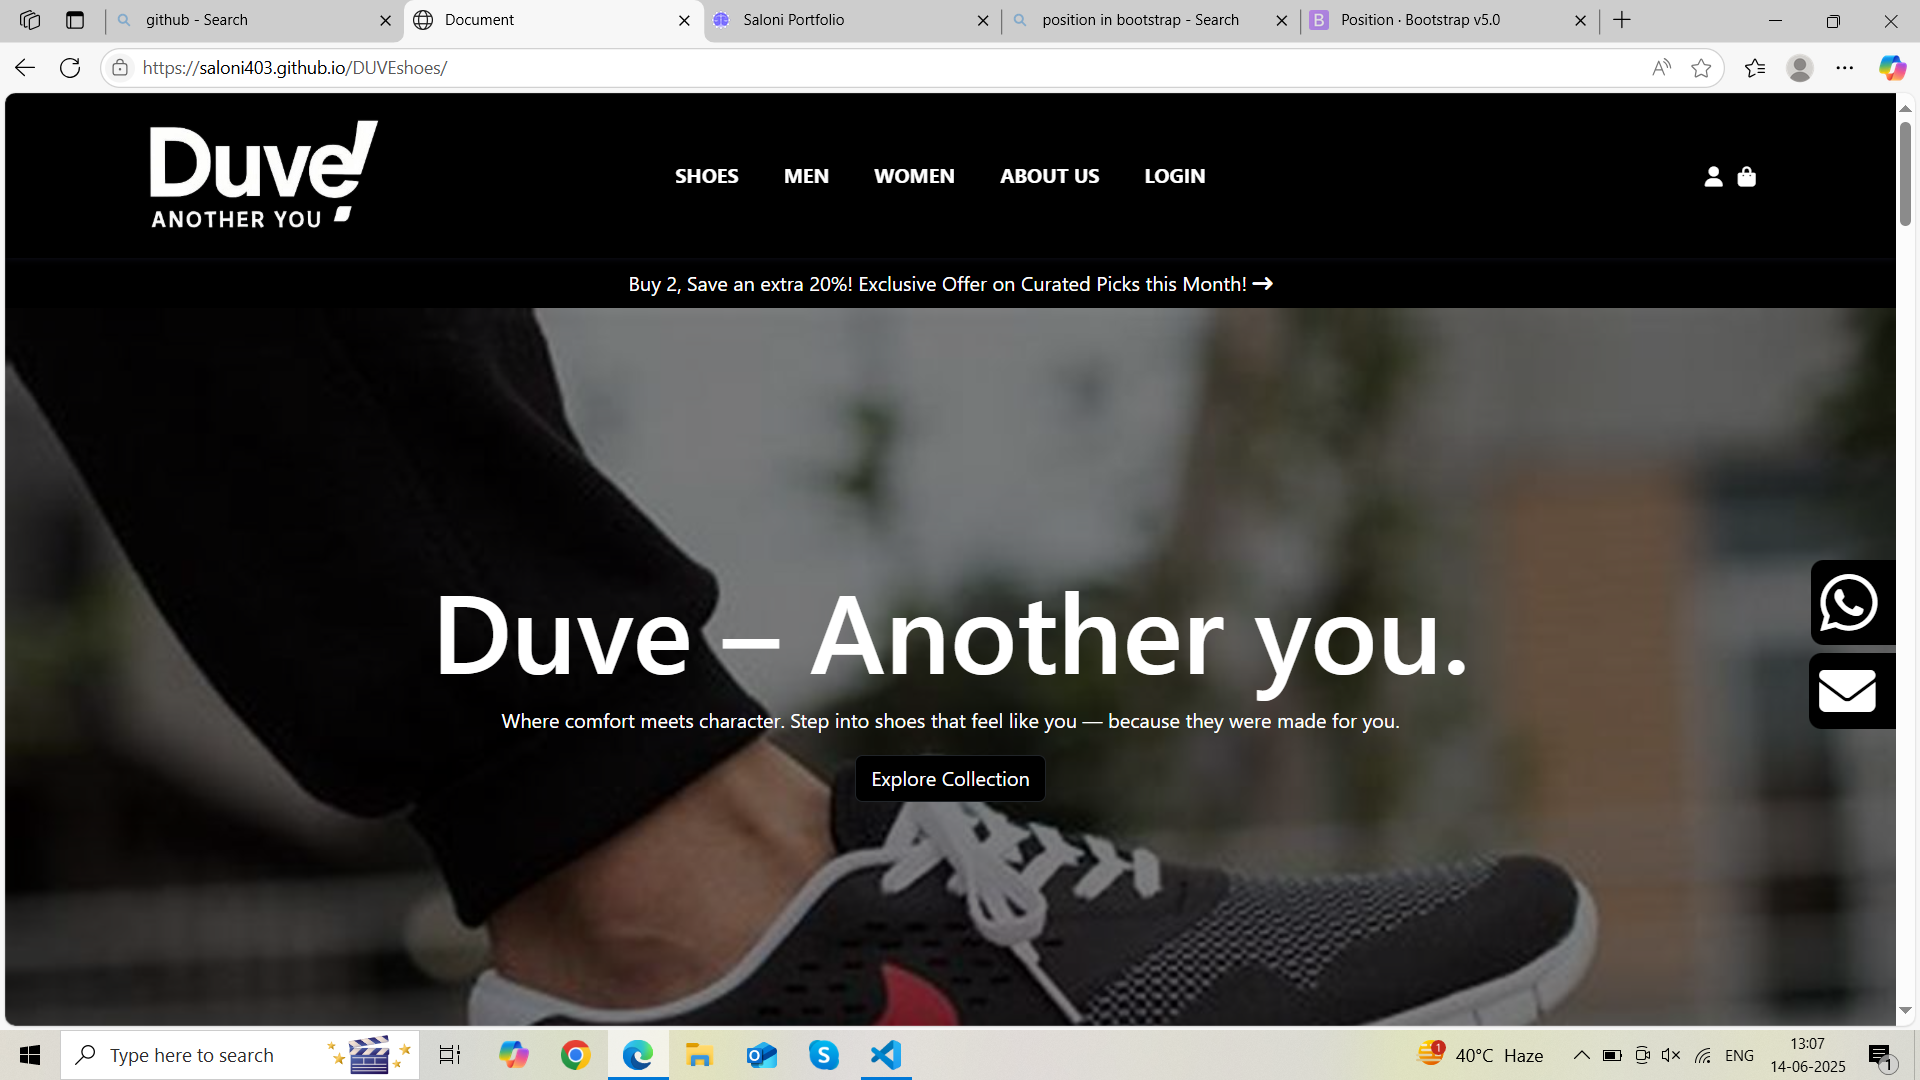 github - Search
Document
Saloni Portfolio
position in bootstrap - Search
B
Position · Bootstrap v5.0
https://saloni403.github.io/DUVEshoes/
Duve!
ANOTHER YOU
SHOES
MEN
WOMEN
ABOUT US
LOGIN
Buy 2, Save an extra 20%! Exclusive Offer on Curated Picks this Month!
Duve – Another you.
Where comfort meets character. Step into shoes that feel like you — because they were made for you.
Explore Collection
Type here to search
S
1
40°C Haze
ENG
13:07
14-06-2025
1